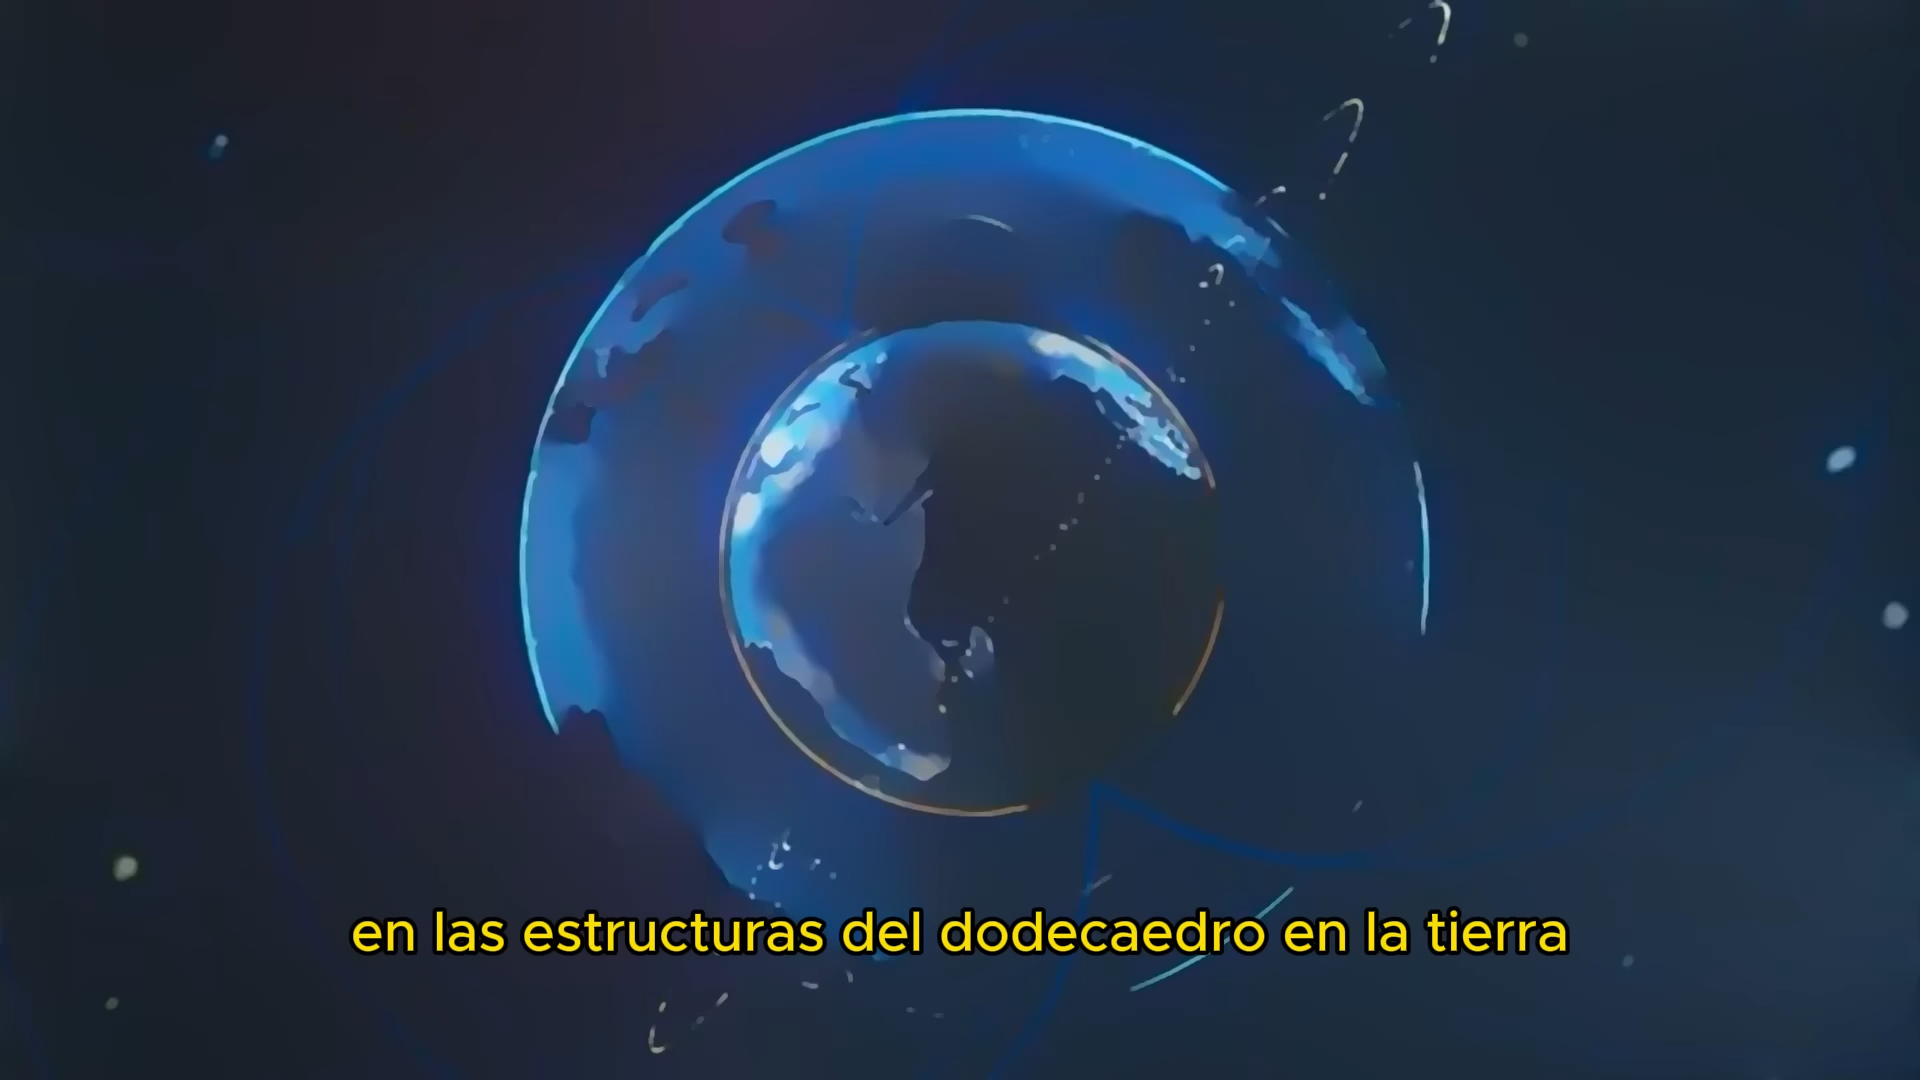 en las estructuras del dodecaedro en la tierra